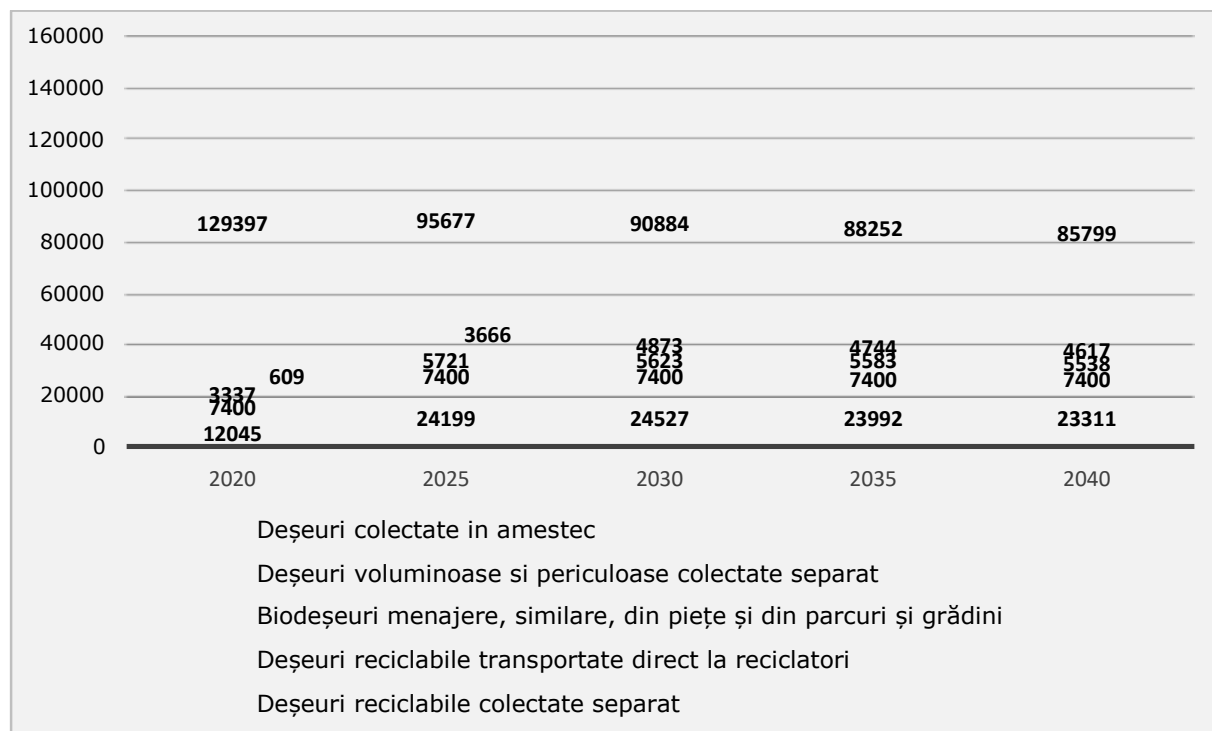 160000
140000
120000
100000
129397 95677 90884 88252 85799
80000
60000
3666 4873 4744 4617
40000
5721 5623 5583 5538
609 7400 7400 7400 7400
20000
3337
7400
24199 24527 23992 23311
12045
0
2020 2025 2030 2035 2040
Deșeuri colectate in amestec
Deșeuri voluminoase si periculoase colectate separat
Biodeșeuri menajere, similare, din piețe și din parcuri și grădini
Deșeuri reciclabile transportate direct la reciclatori
Deșeuri reciclabile colectate separat